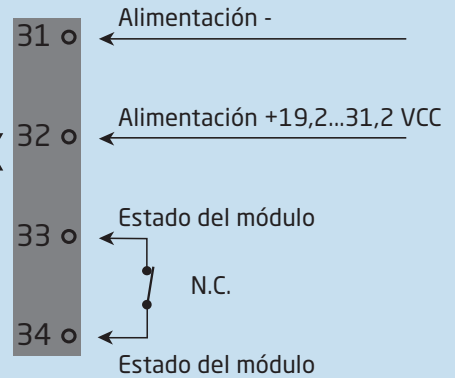 31 Alimentación -
32 Alimentación +19,2...31,2 VCC
33 Estado del módulo
N.C.
34 Estado del módulo